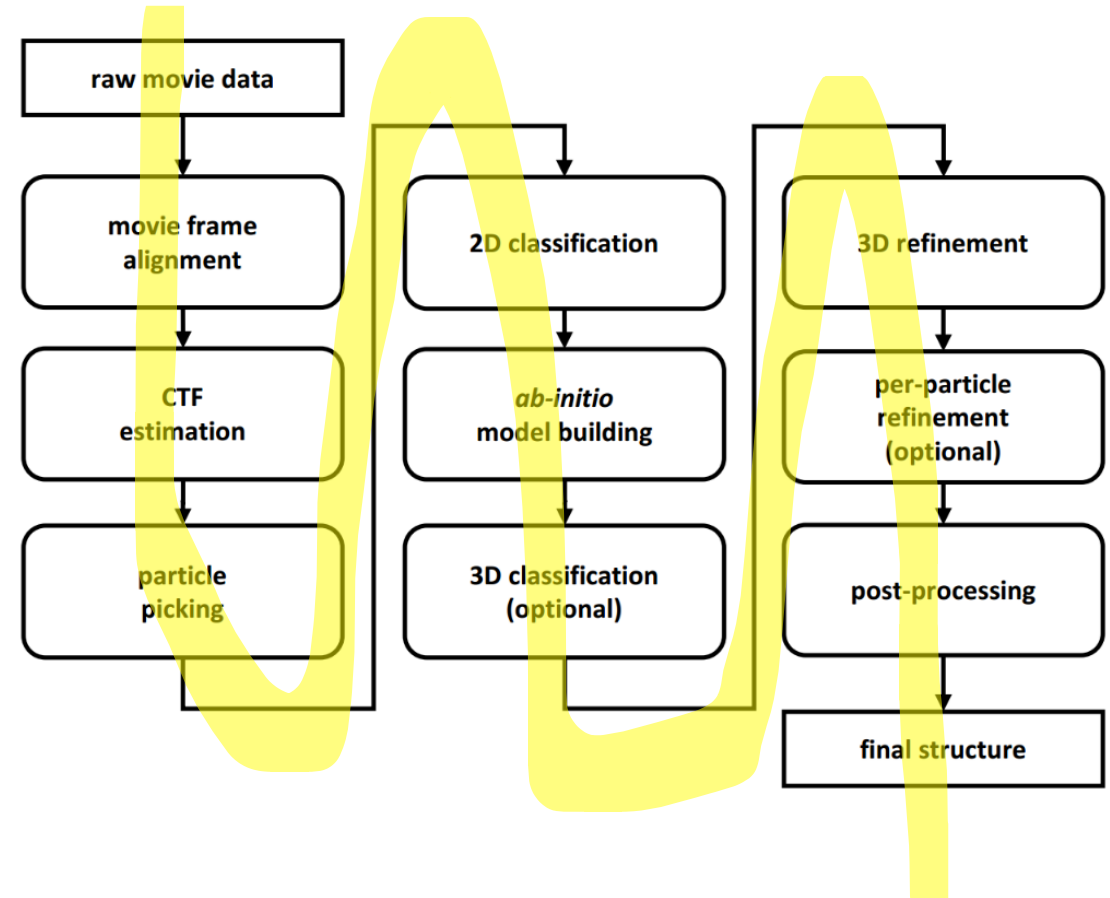 raw movie data
movie frame
alignment
CTF
estimation
particle
picking
2D classification
ab-initio
model building
3D classification
(optional)
3D refinement
per-particle
refinement
(optional)
post-processing
final structure